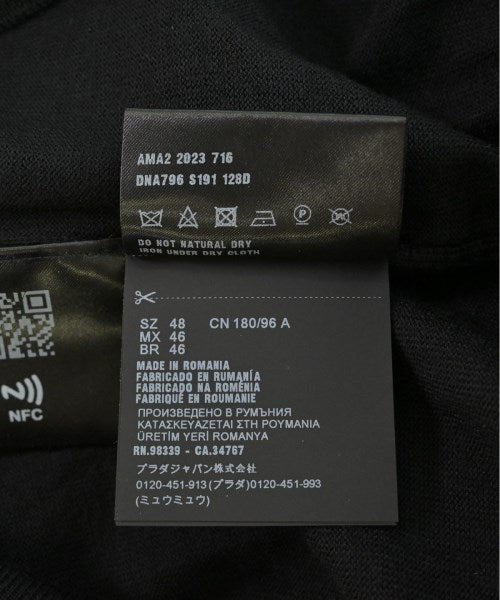 AMA2 2023 716
DNA796 S191 128D
DO NOT NATURAL DRY
IRON UNDER DRY CLOTH
SZ 48 CN 180/96 A
MX 46
BR 46
MADE IN ROMANIA
FABRICADO EN RUMANÍA
FABRICADO NA ROMÊNIA
FABRIQUÉ EN ROUMANIE
ПРОИЗВЕДЕНО В РУМЪНИЯ
ΚΑΤΑΣΚΕΥΑΖΕΤΑΙ ΣΤΗ ΡΟΥΜΑΝΙΑ
ÜRETİM YERİ ROMANYA
RN.98339 - CA.34767
プラダジャパン株式会社
0120-451-913 (プラダ) 0120-451-993
(ミュウミュウ)
NFC